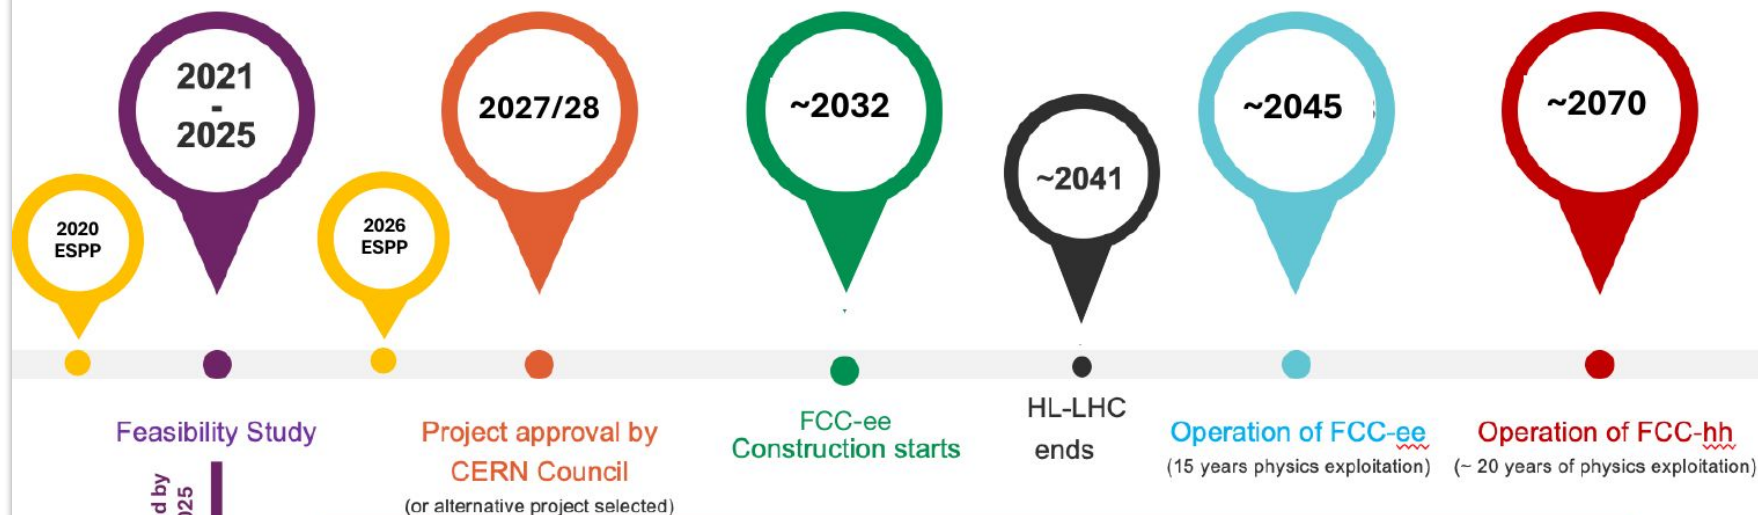 2021
-
2025
2027/28
~2032
~2041
~2045
~2070
2020
ESPP
2026
ESPP
Feasibility Study
Project approval by
CERN Council
(or alternative project selected)
FCC-ee
Construction starts
HL-LHC
ends
Operation of FCC-ee
(15 years physics exploitation)
Operation of FCC-hh
(~ 20 years of physics exploitation)
d by
025